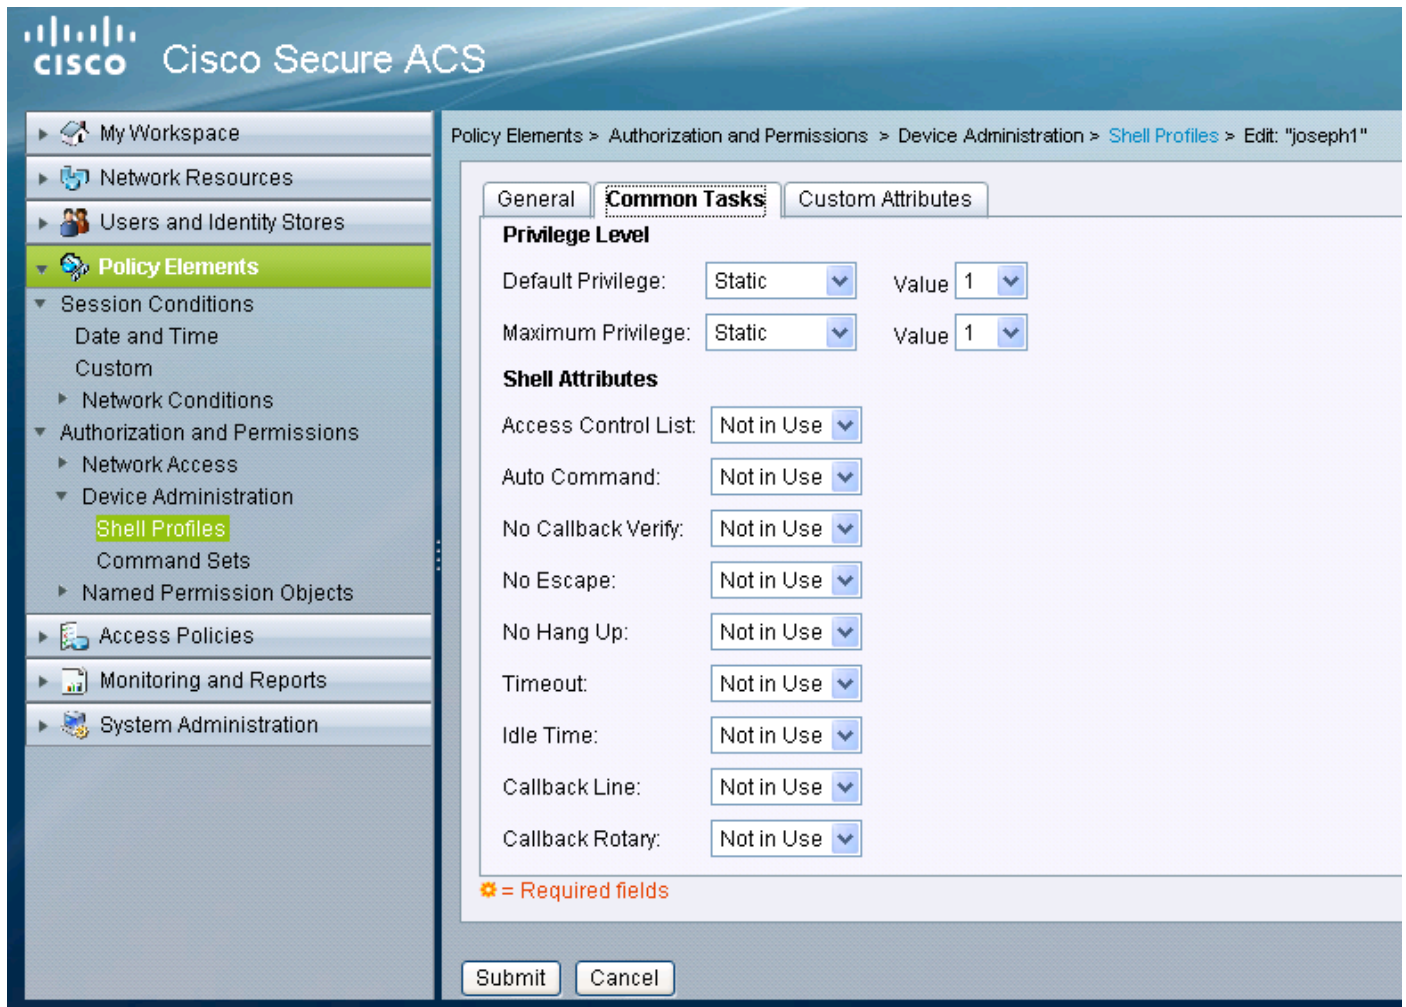 CISCO Cisco Secure ACS
My Workspace
Network Resources
Users and Identity Stores
Policy Elements
Session Conditions
Date and Time
Custom
Network Conditions
Authorization and Permissions
Network Access
Device Administration
Shell Profiles
Command Sets
Named Permission Objects
Access Policies
Monitoring and Reports
System Administration
Policy Elements > Authorization and Permissions > Device Administration > Shell Profiles > Edit: "joseph1"
General Common Tasks Custom Attributes
Privilege Level
Default Privilege: Static Value 1
Maximum Privilege: Static Value 1
Shell Attributes
Access Control List: Not in Use
Auto Command: Not in Use
No Callback Verify: Not in Use
No Escape: Not in Use
No Hang Up: Not in Use
Timeout: Not in Use
Idle Time: Not in Use
Callback Line: Not in Use
Callback Rotary: Not in Use
= Required fields
Submit Cancel